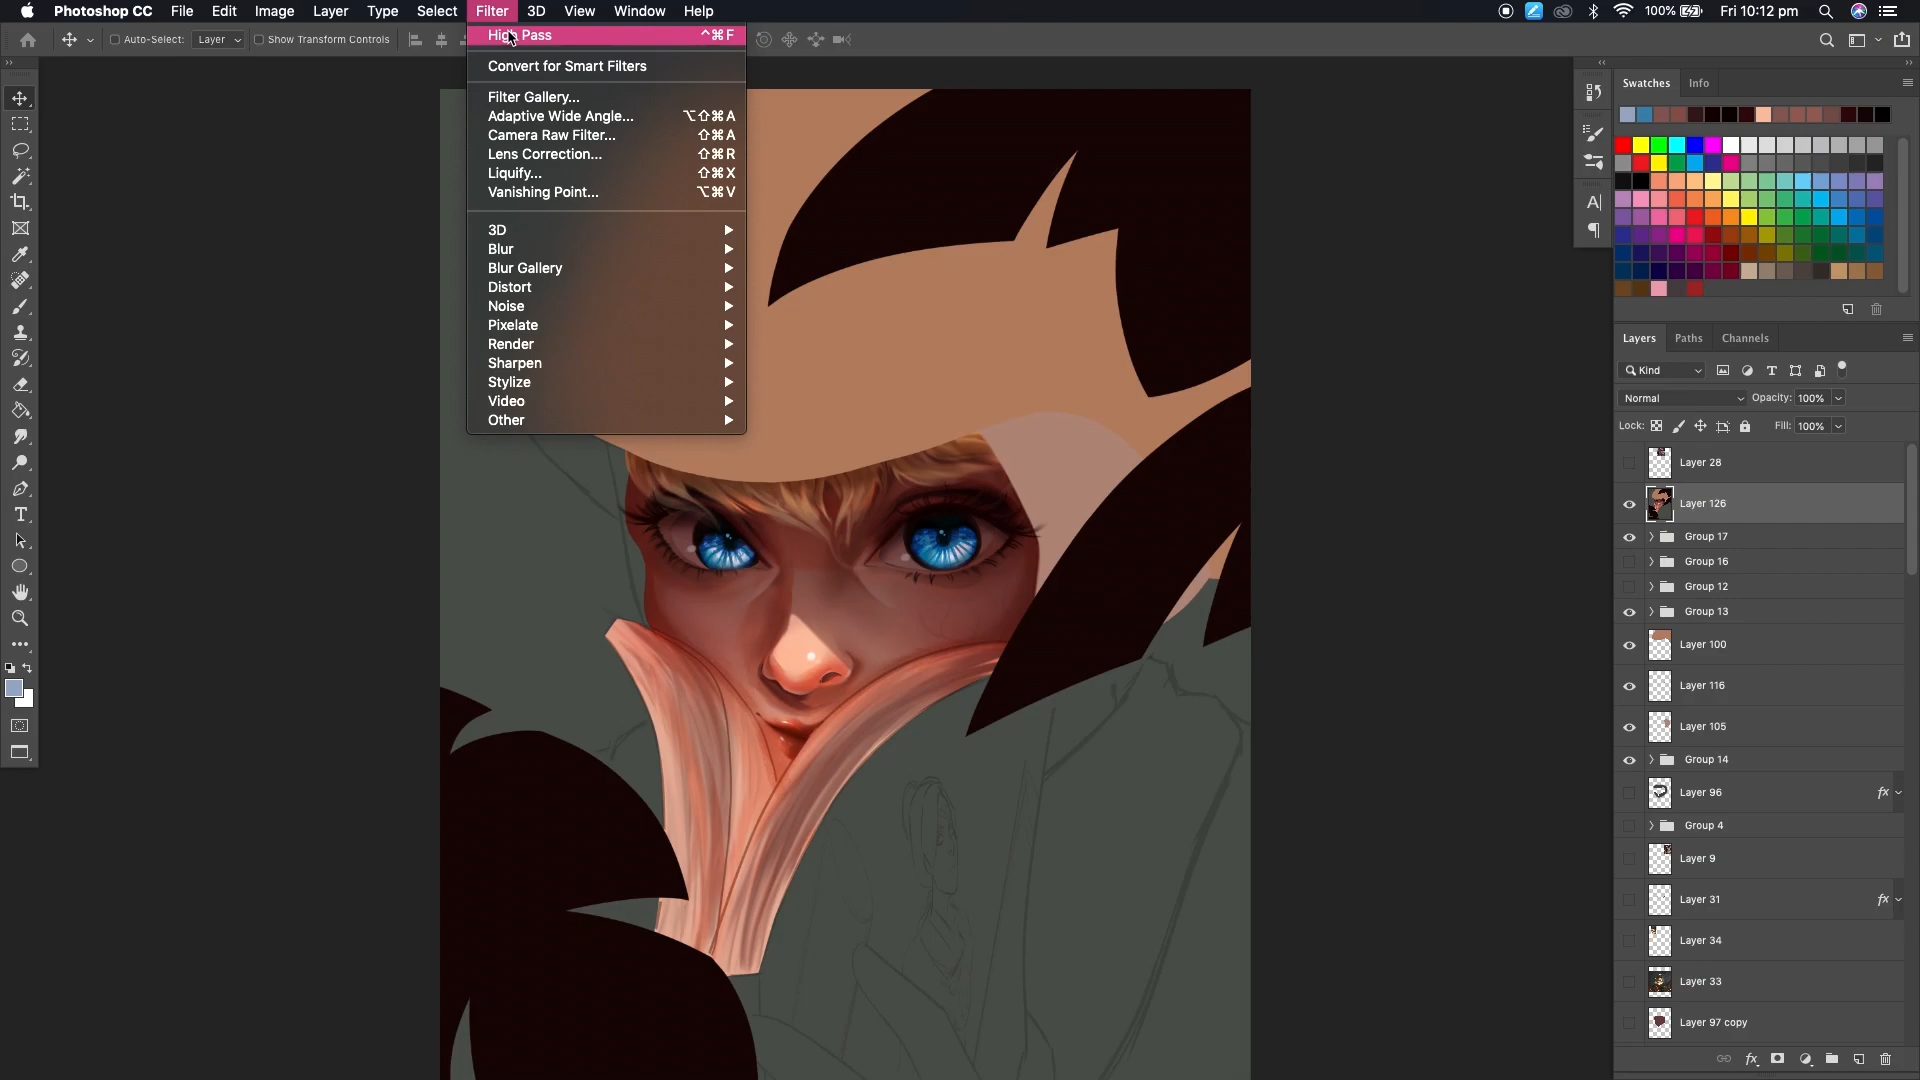 Photoshop CC File Edit Image Layer Type Select Filter 3D View Window Help 100% Fri 10:12 pm
Auto-Select: Layer Show Transform Controls
High Pass ^⌘F
Convert for Smart Filters
Filter Gallery...
Adaptive Wide Angle... ⌥⇧⌘A
Camera Raw Filter... ⇧⌘A
Lens Correction... ⇧⌘R
Liquify... ⇧⌘X
Vanishing Point... ⌥⌘V
3D
Blur
Blur Gallery
Distort
Noise
Pixelate
Render
Sharpen
Stylize
Video
Other
Swatches Info
Layers Paths Channels
Kind
Normal Opacity: 100%
Lock: Fill: 100%
Layer 28
Layer 126
Group 17
Group 16
Group 12
Group 13
Layer 100
Layer 116
Layer 105
Group 14
Layer 96 fx
Group 4
Layer 9
Layer 31 fx
Layer 34
Layer 33
Layer 97 copy
fx